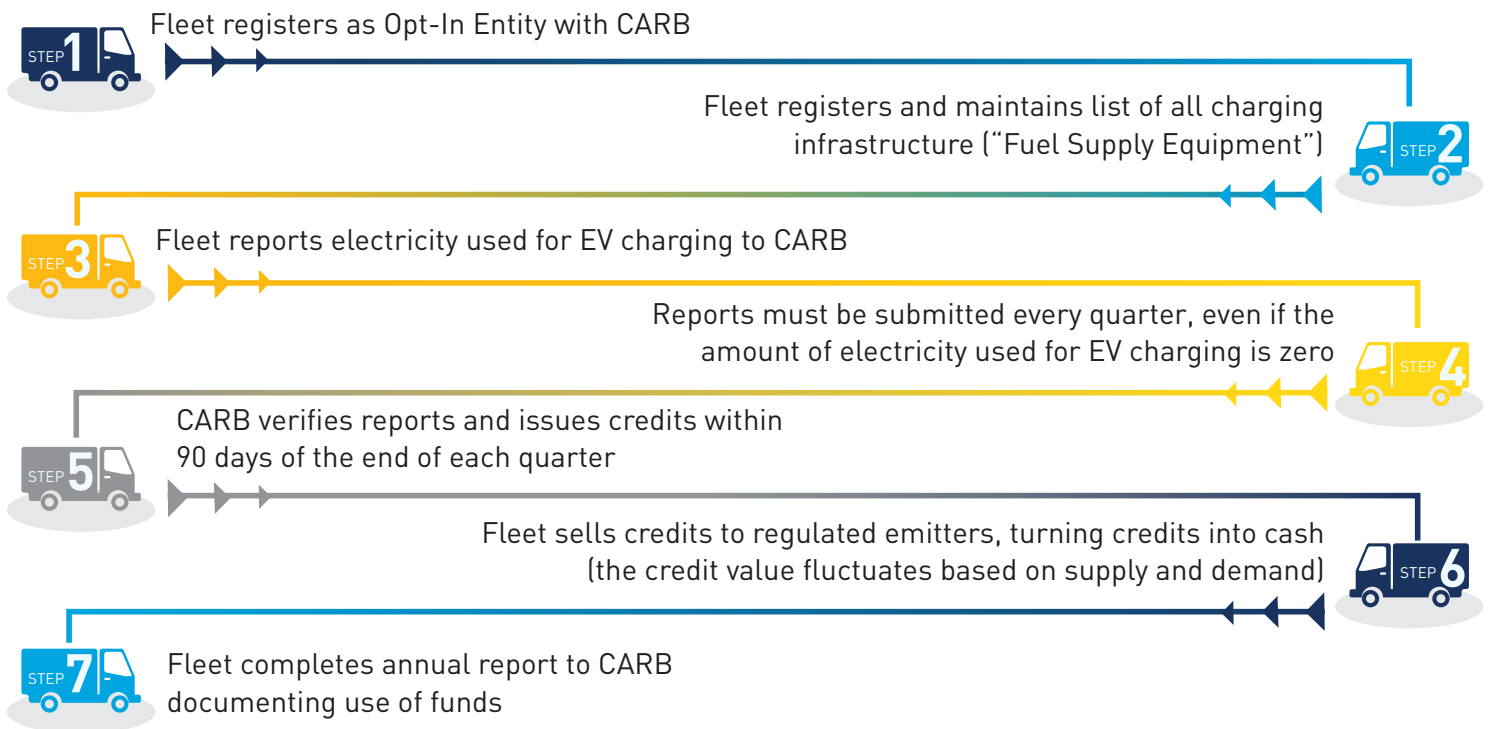 STEP 1
Fleet registers as Opt-In Entity with CARB
Fleet registers and maintains list of all charging
infrastructure (“Fuel Supply Equipment”)
STEP 2
STEP 3
Fleet reports electricity used for EV charging to CARB
Reports must be submitted every quarter, even if the
amount of electricity used for EV charging is zero
STEP 4
STEP 5
CARB verifies reports and issues credits within
90 days of the end of each quarter
Fleet sells credits to regulated emitters, turning credits into cash
(the credit value fluctuates based on supply and demand)
STEP 6
STEP 7
Fleet completes annual report to CARB
documenting use of funds